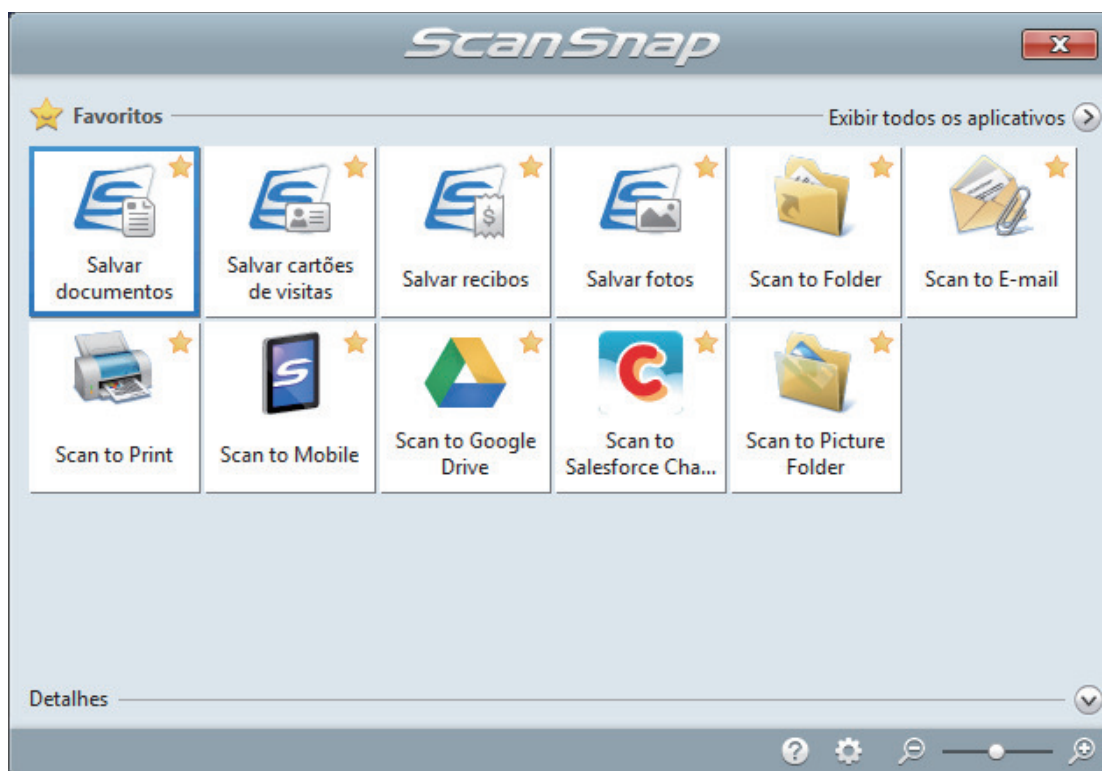 ScanSnap
Favoritos
Exibir todos os aplicativos
Salvar
documentos
Salvar cartões
de visitas
Salvar recibos
Salvar fotos
Scan to Folder
Scan to E-mail
Scan to Print
Scan to Mobile
Scan to Google
Drive
Scan to
Salesforce Cha...
Scan to Picture
Folder
Detalhes